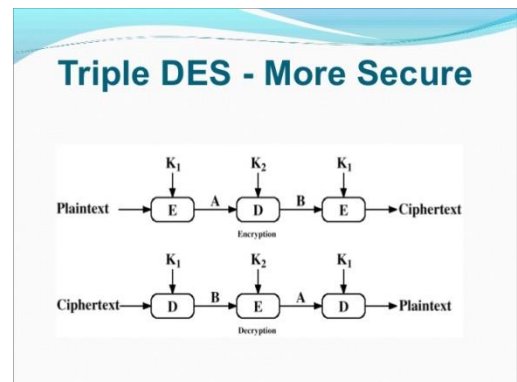 Triple DES - More Secure
K1 K2 K1
Plaintext E A D B E Ciphertext
Encryption
K1 K2 K1
Ciphertext D B E A D Plaintext
Decryption